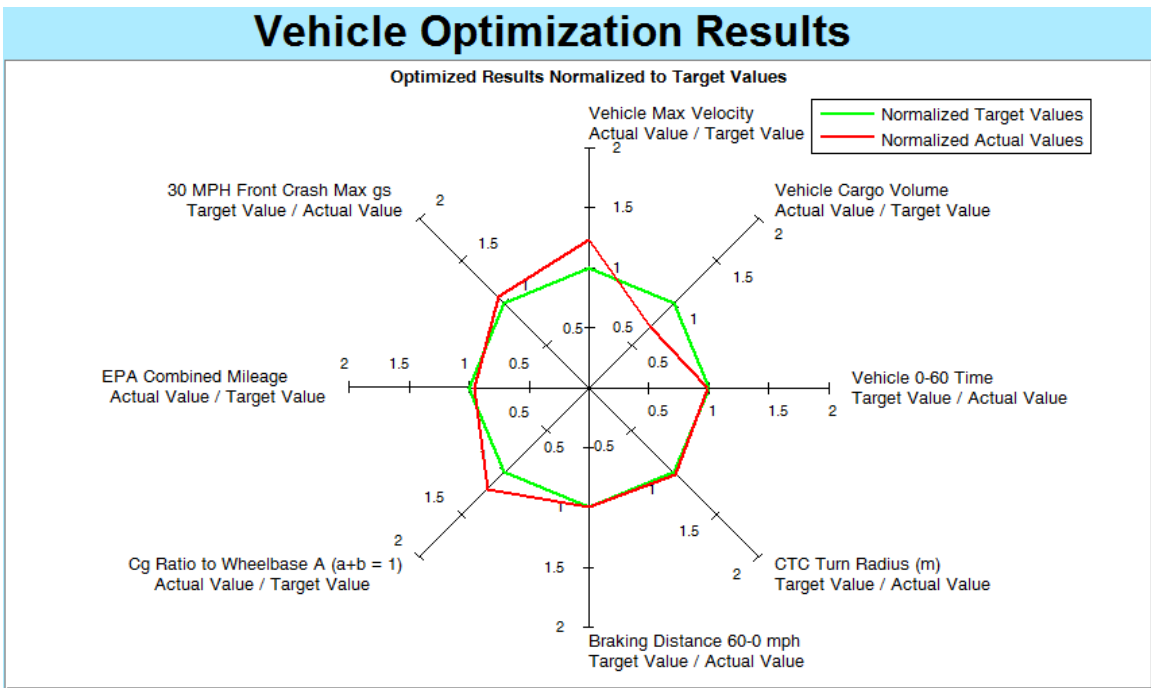 Vehicle Optimization Results
Optimized Results Normalized to Target Values
Vehicle Max Velocity
Actual Value / Target Value
Normalized Target Values
Normalized Actual Values
30 MPH Front Crash Max gs
Target Value / Actual Value
Vehicle Cargo Volume
Actual Value / Target Value
EPA Combined Mileage
Actual Value / Target Value
Vehicle 0-60 Time
Target Value / Actual Value
Cg Ratio to Wheelbase A (a+b = 1)
Actual Value / Target Value
CTC Turn Radius (m)
Target Value / Actual Value
Braking Distance 60-0 mph
Target Value / Actual Value
2
1.5
1
0.5
2
1.5
1
0.5
2
1.5
1
0.5
2
1.5
1
0.5
2
1.5
1
0.5
2
1.5
1
0.5
2
1.5
1
0.5
2
1.5
0.5